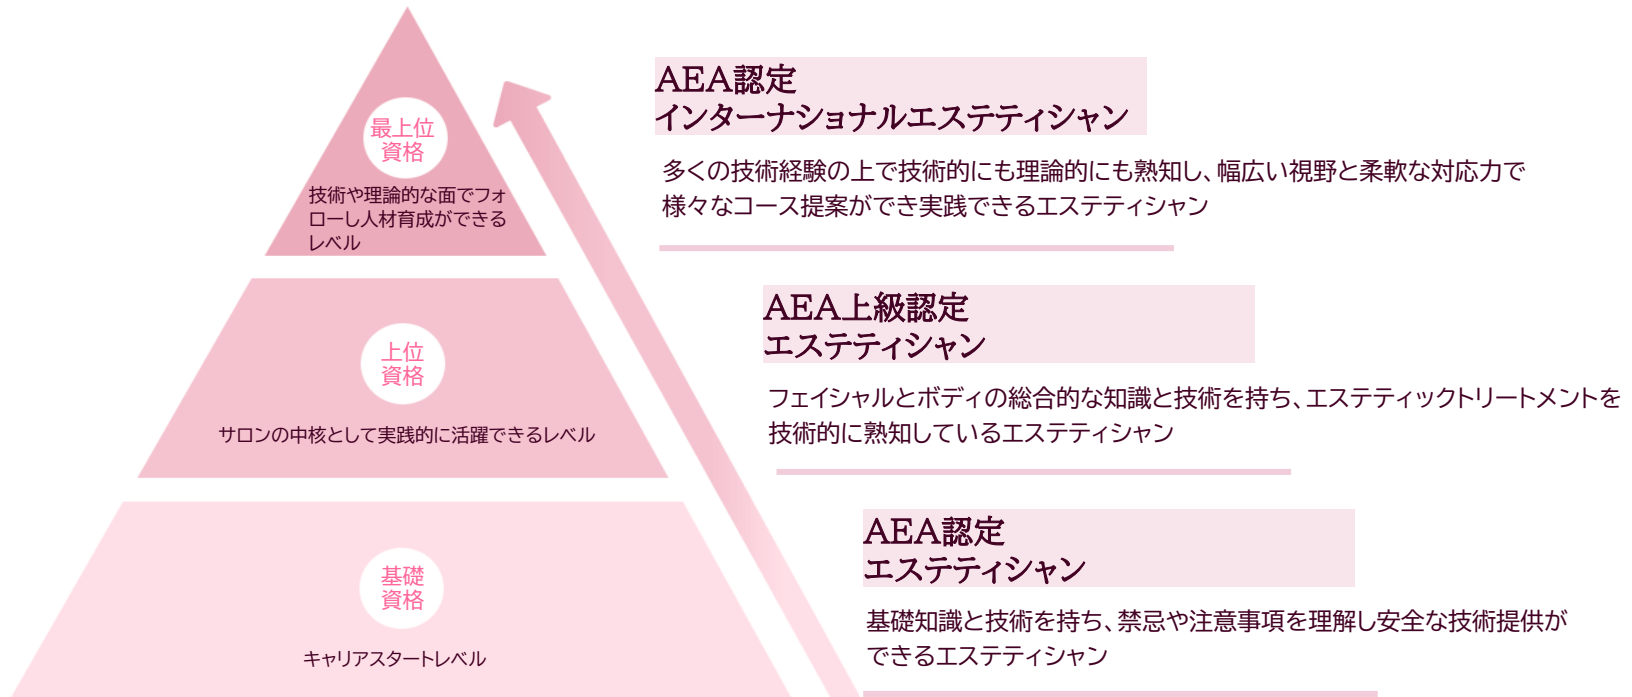 最上位
資格
技術や理論的な面でフォ
ローし人材育成ができる
レベル
AEA認定
インターナショナルエステティシャン
多くの技術経験の上で技術的にも理論的にも熟知し、幅広い視野と柔軟な対応力で
様々なコース提案ができ実践できるエステティシャン
上位
資格
サロンの中核として実践的に活躍できるレベル
AEA上級認定
エステティシャン
フェイシャルとボディの総合的な知識と技術を持ち、エステティックトリートメントを
技術的に熟知しているエステティシャン
基礎
資格
キャリアスタートレベル
AEA認定
エステティシャン
基礎知識と技術を持ち、禁忌や注意事項を理解し安全な技術提供が
できるエステティシャン